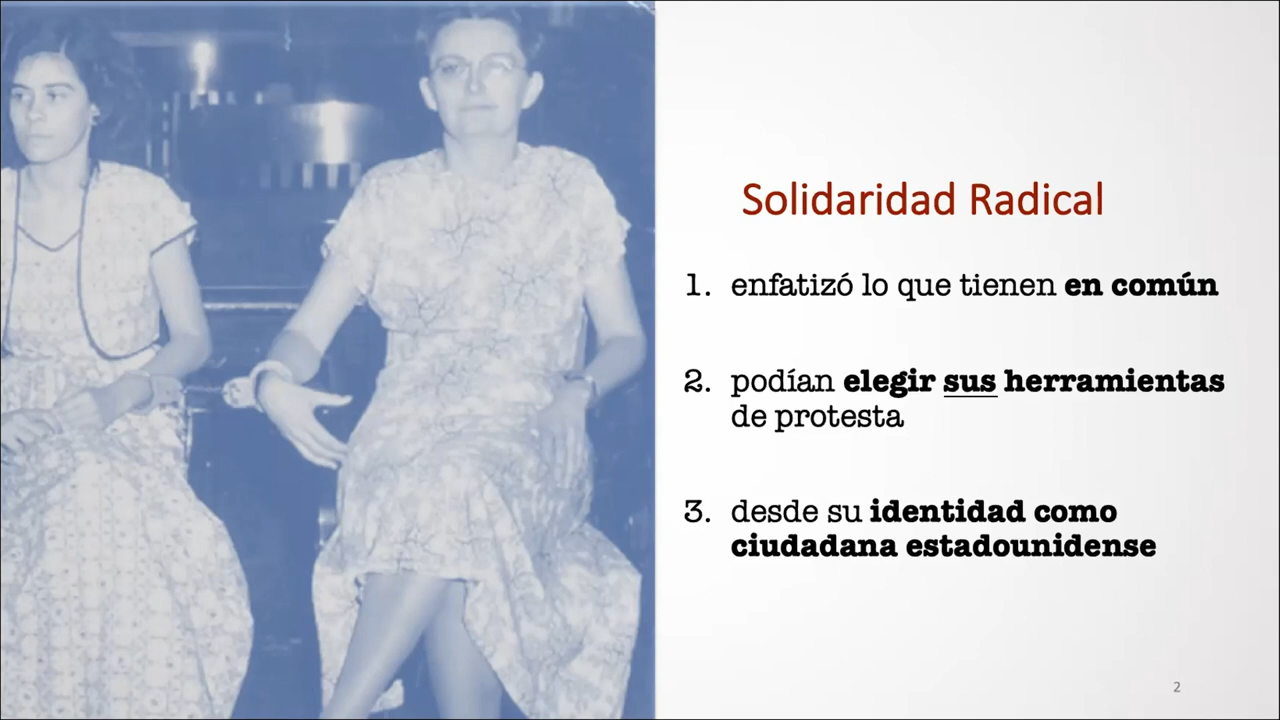 Solidaridad Radical
1. enfatizó lo que tienen en común
2. podían elegir sus herramientas
de protesta
3. desde su identidad como
ciudadana estadounidense
2